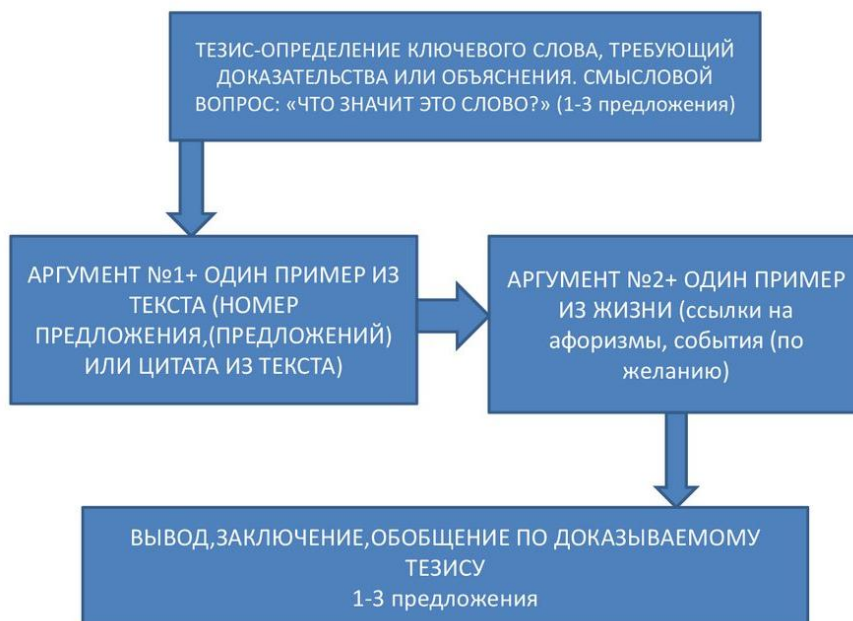 ТЕЗИС-ОПРЕДЕЛЕНИЕ КЛЮЧЕВОГО СЛОВА, ТРЕБУЮЩИЙ
ДОКАЗАТЕЛЬСТВА ИЛИ ОБЪЯСНЕНИЯ. СМЫСЛОВОЙ
ВОПРОС: «ЧТО ЗНАЧИТ ЭТО СЛОВО?» (1-3 предложения)
АРГУМЕНТ №1+ ОДИН ПРИМЕР ИЗ
ТЕКСТА (НОМЕР
ПРЕДЛОЖЕНИЯ,(ПРЕДЛОЖЕНИЙ)
ИЛИ ЦИТАТА ИЗ ТЕКСТА)
АРГУМЕНТ №2+ ОДИН ПРИМЕР
ИЗ ЖИЗНИ (ссылки на
афоризмы, события (по
желанию)
ВЫВОД,ЗАКЛЮЧЕНИЕ,ОБОБЩЕНИЕ ПО ДОКАЗЫВАЕМОМУ
ТЕЗИСУ
1-3 предложения